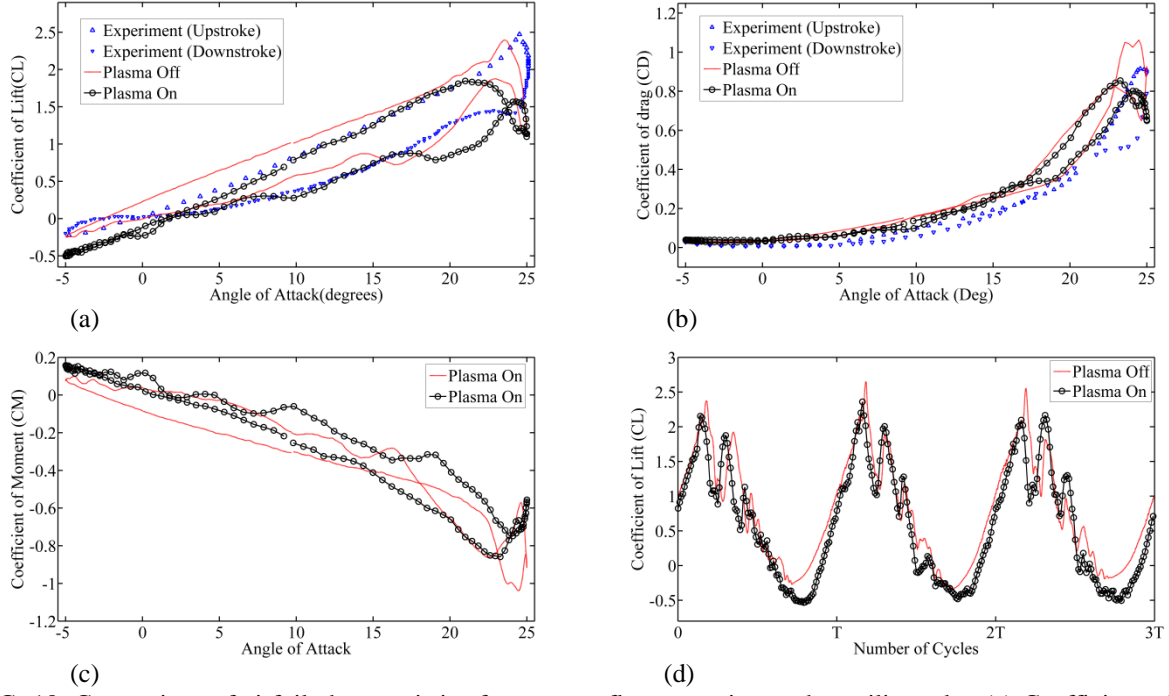 Experiment (Upstroke)
Experiment (Downstroke)
Plasma Off
Plasma On
Coefficient of Lift(CL)
2.5
2
1.5
1
0.5
0
-0.5
-5 0 5 10 15 20 25
Angle of Attack(degrees)
(a)
Experiment (Upstroke)
Experiment (Downstroke)
Plasma Off
Plasma On
Coefficient of drag (CD)
1.2
1
0.8
0.6
0.4
0.2
0
-5 0 5 10 15 20 25
Angle of Attack (Deg)
(b)
Plasma On
Plasma On
Coefficient of Moment (CM)
0.2
0
-0.2
-0.4
-0.6
-0.8
-1
-1.2
-5 0 5 10 15 20 25
Angle of Attack
(c)
Plasma Off
Plasma On
Coefficient of Lift (CL)
3
2.5
2
1.5
1
0.5
0
-0.5
0 T 2T 3T
Number of Cycles
(d)